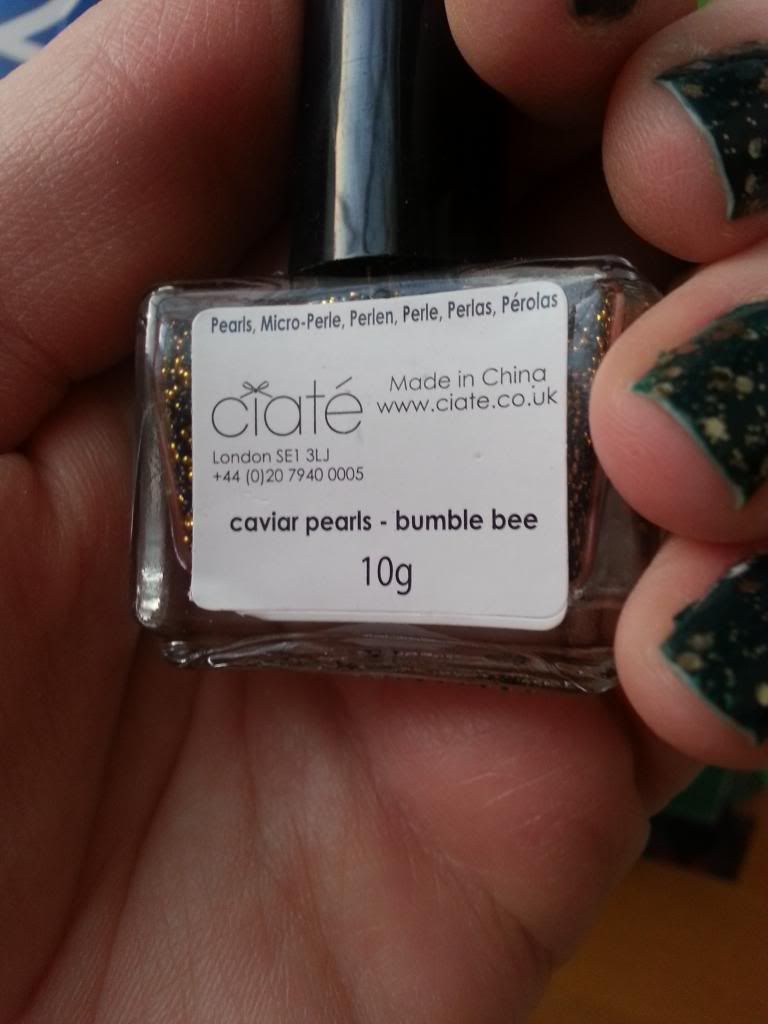 Pearls, Micro-Perle, Perlen, Perle, Perlas, Pérolas
ciaté
Made in China
www.ciate.co.uk
London SE1 3LJ
+44 (0)20 7940 0005
caviar pearls - bumble bee
10g